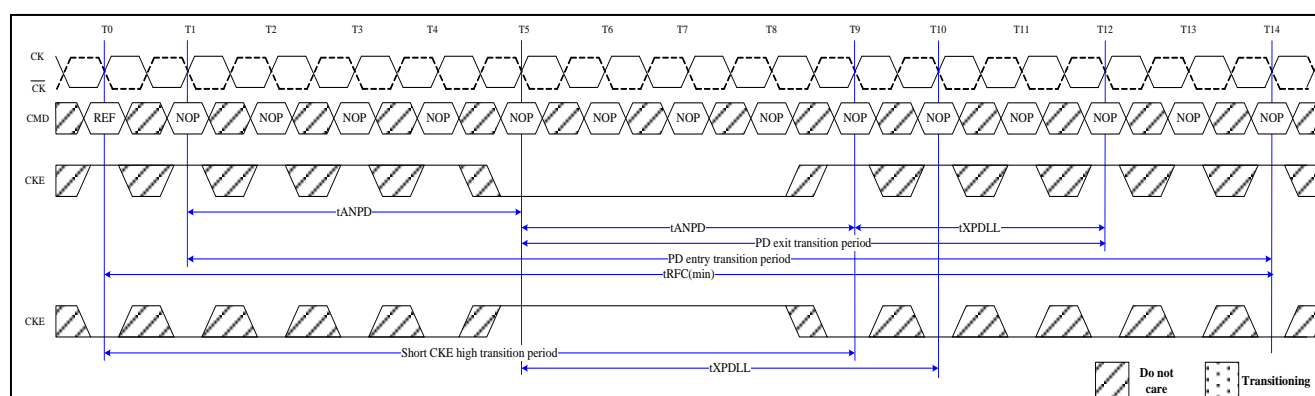 T0 T1 T2 T3 T4 T5 T6 T7 T8 T9 T10 T11 T12 T13 T14
CK
CK
CMD REF NOP NOP NOP NOP NOP NOP NOP NOP NOP NOP NOP NOP NOP NOP
CKE
tANPD
tANPD tXPDLL
PD exit transition period
PD entry transition period
tRFC(min)
CKE
Short CKE high transition period
tXPDLL
Do not
care
Transitioning